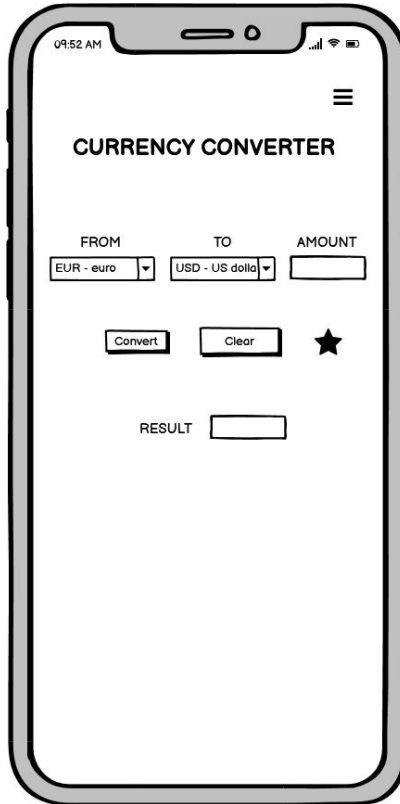 09:52 AM
CURRENCY CONVERTER
FROM TO AMOUNT
EUR - euro USD - US dolla
Convert Clear
RESULT